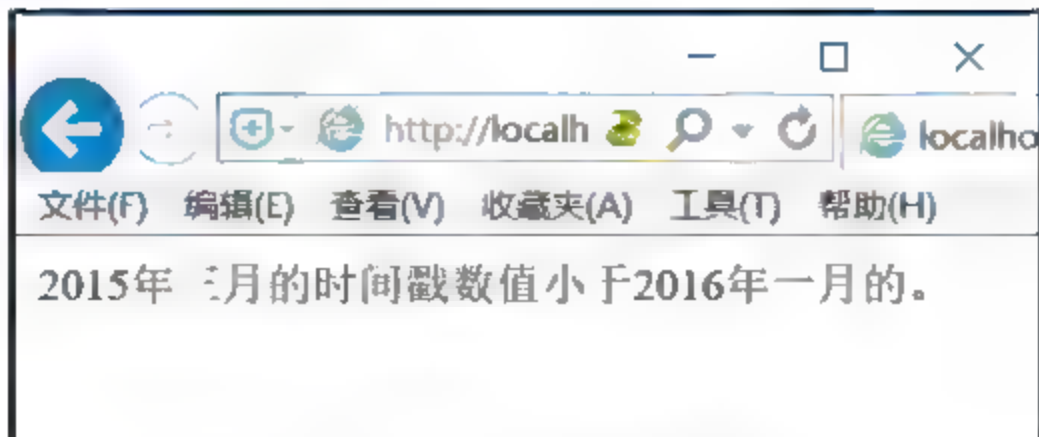 http://localh
localho
文件(F) 编辑(E) 查看(V) 收藏夹(A) 工具(T) 帮助(H)
2015年 月的时间戳数值小于2016年一月的。